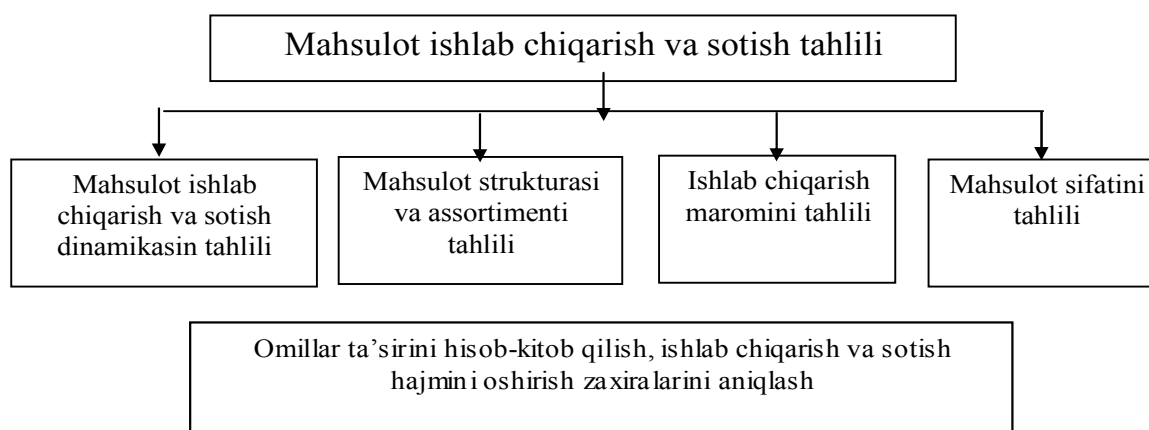 Mahsulot ishlab chiqarish va sotish tahlili
Mahsulot ishlab
chiqarish va sotish
dinamikasin tahlili
Mahsulot strukturasi
va assortimenti
tahlili
Ishlab chiqarish
maromini tahlili
Mahsulot sifatini
tahlili
Omillar ta’sirini hisob-kitob qilish, ishlab chiqarish va sotish
hajmini oshirish zaxiralarini aniqlash